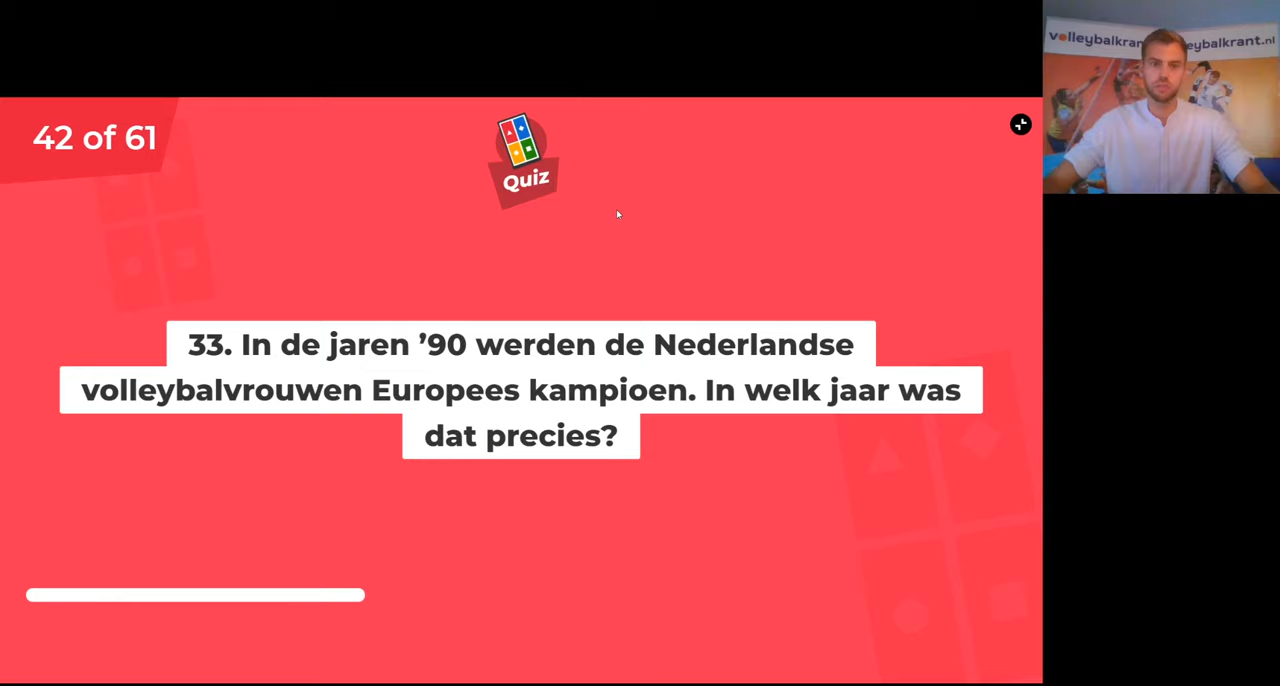 42 of 61
Quiz
33. In de jaren ’90 werden de Nederlandse
volleybalvrouwen Europees kampioen. In welk jaar was
dat precies?
volleybalkran
eybalkrant.nl